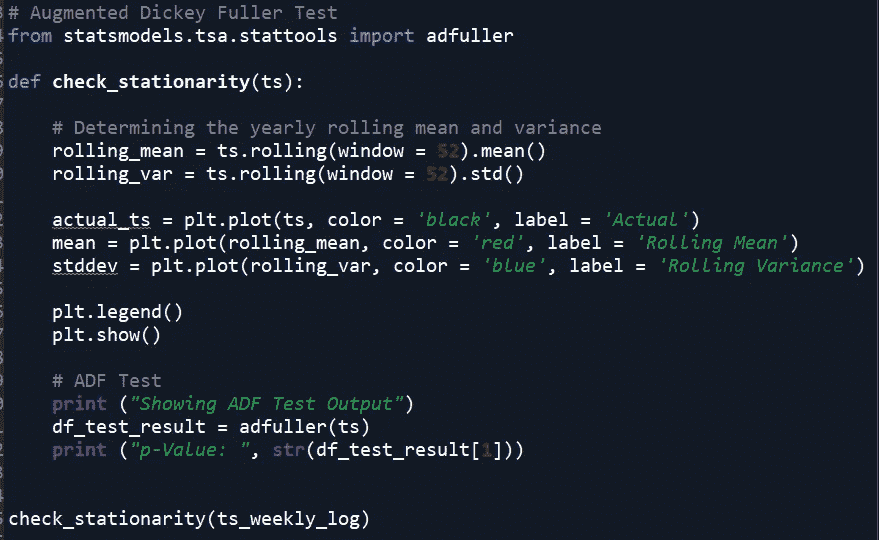 # Augmented Dickey Fuller Test
from statsmodels.tsa.stattools import adfuller
def check_stationarity(ts):
# Determining the yearly rolling mean and variance
rolling_mean = ts.rolling(window = 52).mean()
rolling_var = ts.rolling(window = 52).std()
actual_ts = plt.plot(ts, color = 'black', label = 'Actual')
mean = plt.plot(rolling_mean, color = 'red', label = 'Rolling Mean')
stddev = plt.plot(rolling_var, color = 'blue', label = 'Rolling Variance')
plt.legend()
plt.show()
# ADF Test
print ("Showing ADF Test Output")
df_test_result = adfuller(ts)
print ("p-Value: ", str(df_test_result[1]))
check_stationarity(ts_weekly_log)